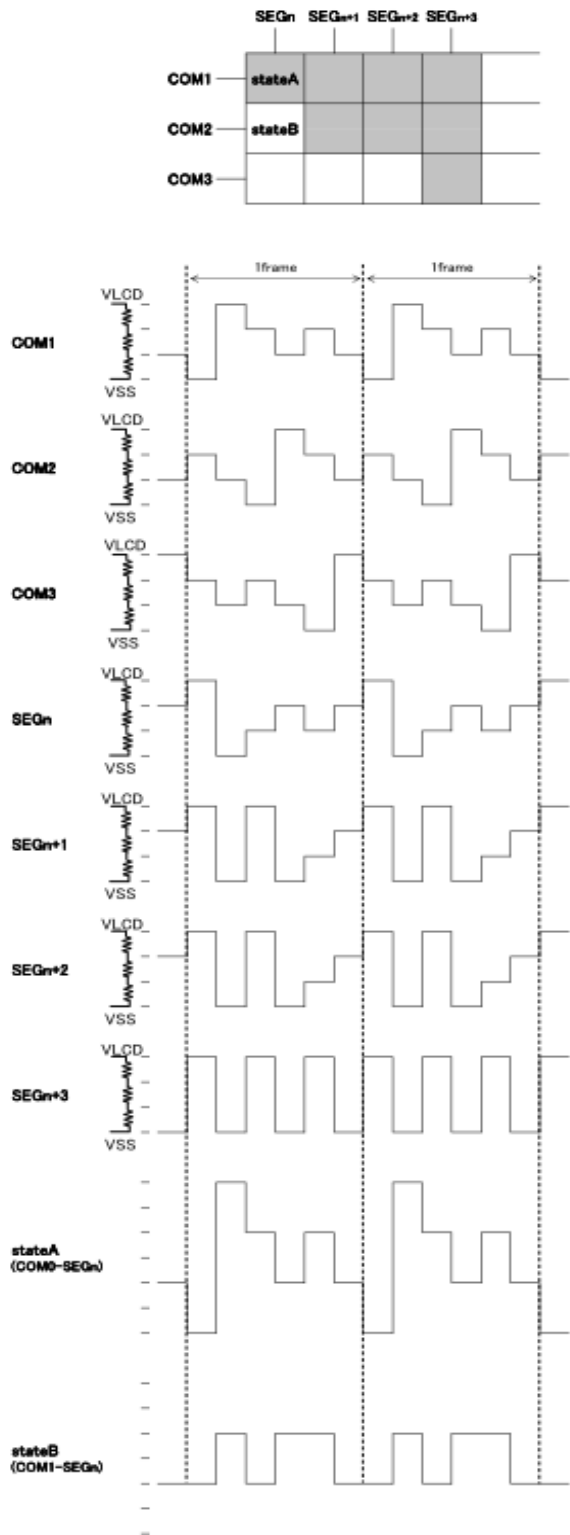 SEGn SEGn+1 SEGn+2 SEGn+3
COM1 stateA
COM2 stateB
COM3
1frame 1frame
VLCD
COM1
VSS
VLCD
COM2
VSS
VLCD
COM3
VSS
VLCD
SEGn
VSS
VLCD
SEGn+1
VSS
VLCD
SEGn+2
VSS
VLCD
SEGn+3
VSS
stateA
(COM0-SEGn)
stateB
(COM1-SEGn)